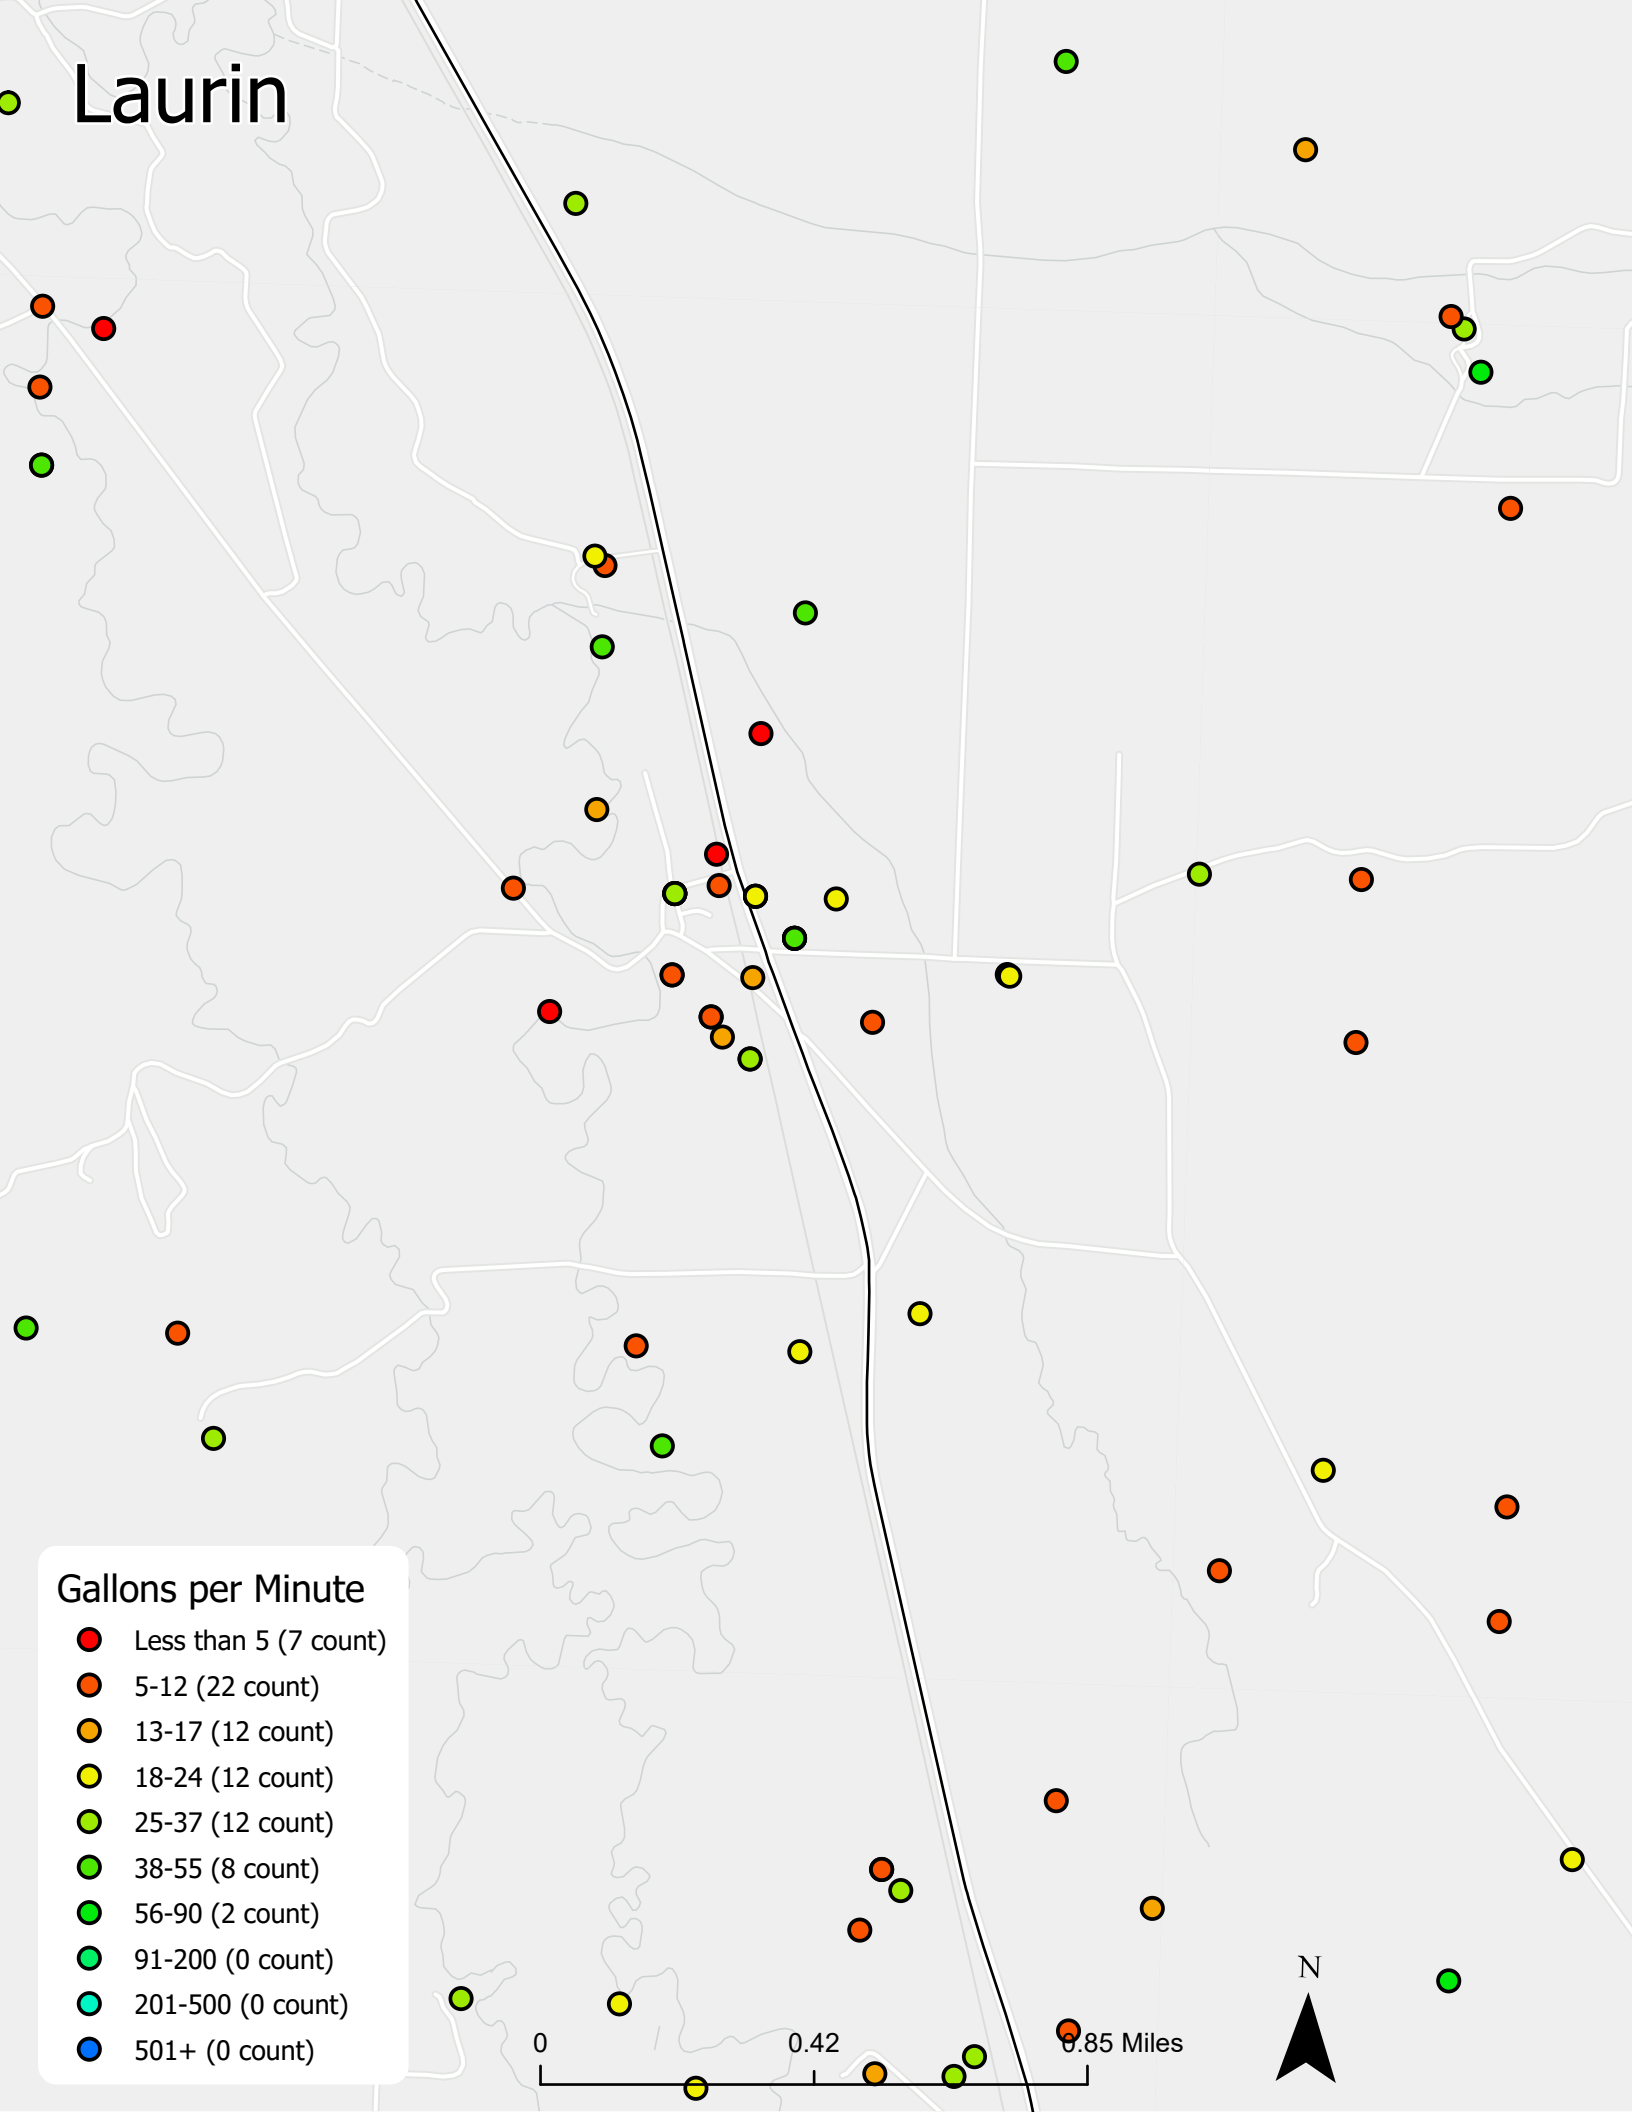 Laurin
Gallons per Minute
Less than 5 (7 count)
5-12 (22 count)
13-17 (12 count)
18-24 (12 count)
25-37 (12 count)
38-55 (8 count)
56-90 (2 count)
91-200 (0 count)
201-500 (0 count)
501+ (0 count)
N
0 0.42 0.85 Miles